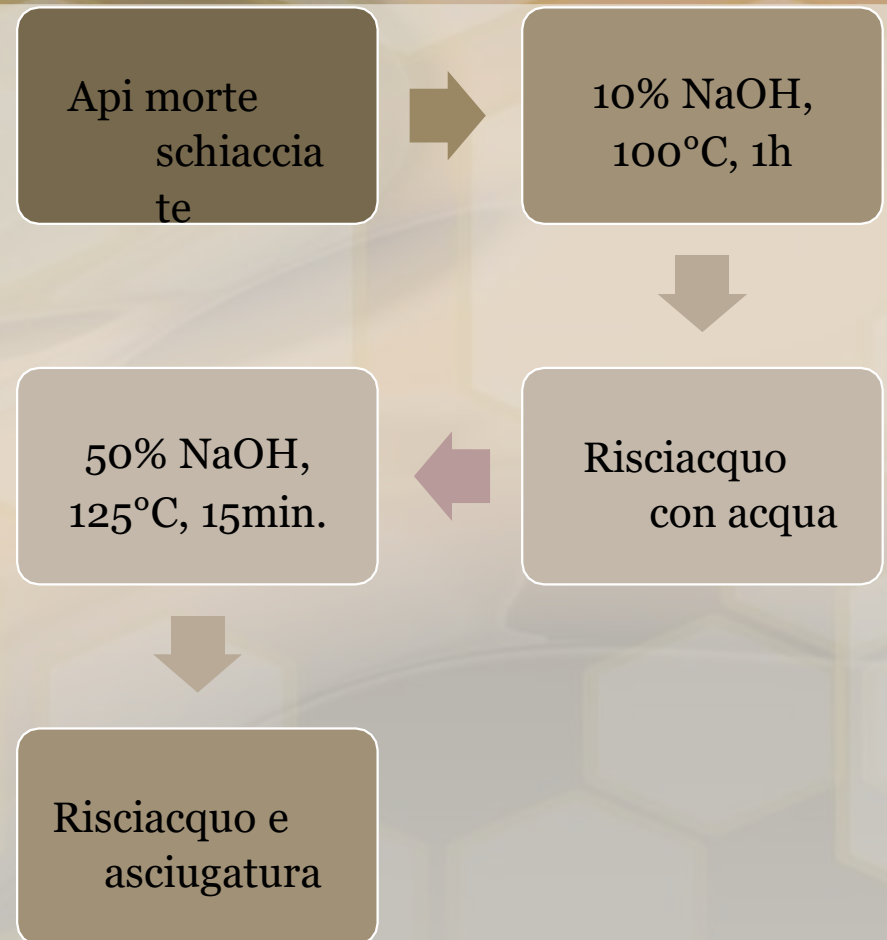 Api morte
schiaccia
te
10% NaOH,
100°C, 1h
Risciacquo
con acqua
50% NaOH,
125°C, 15min.
Risciacquo e
asciugatura